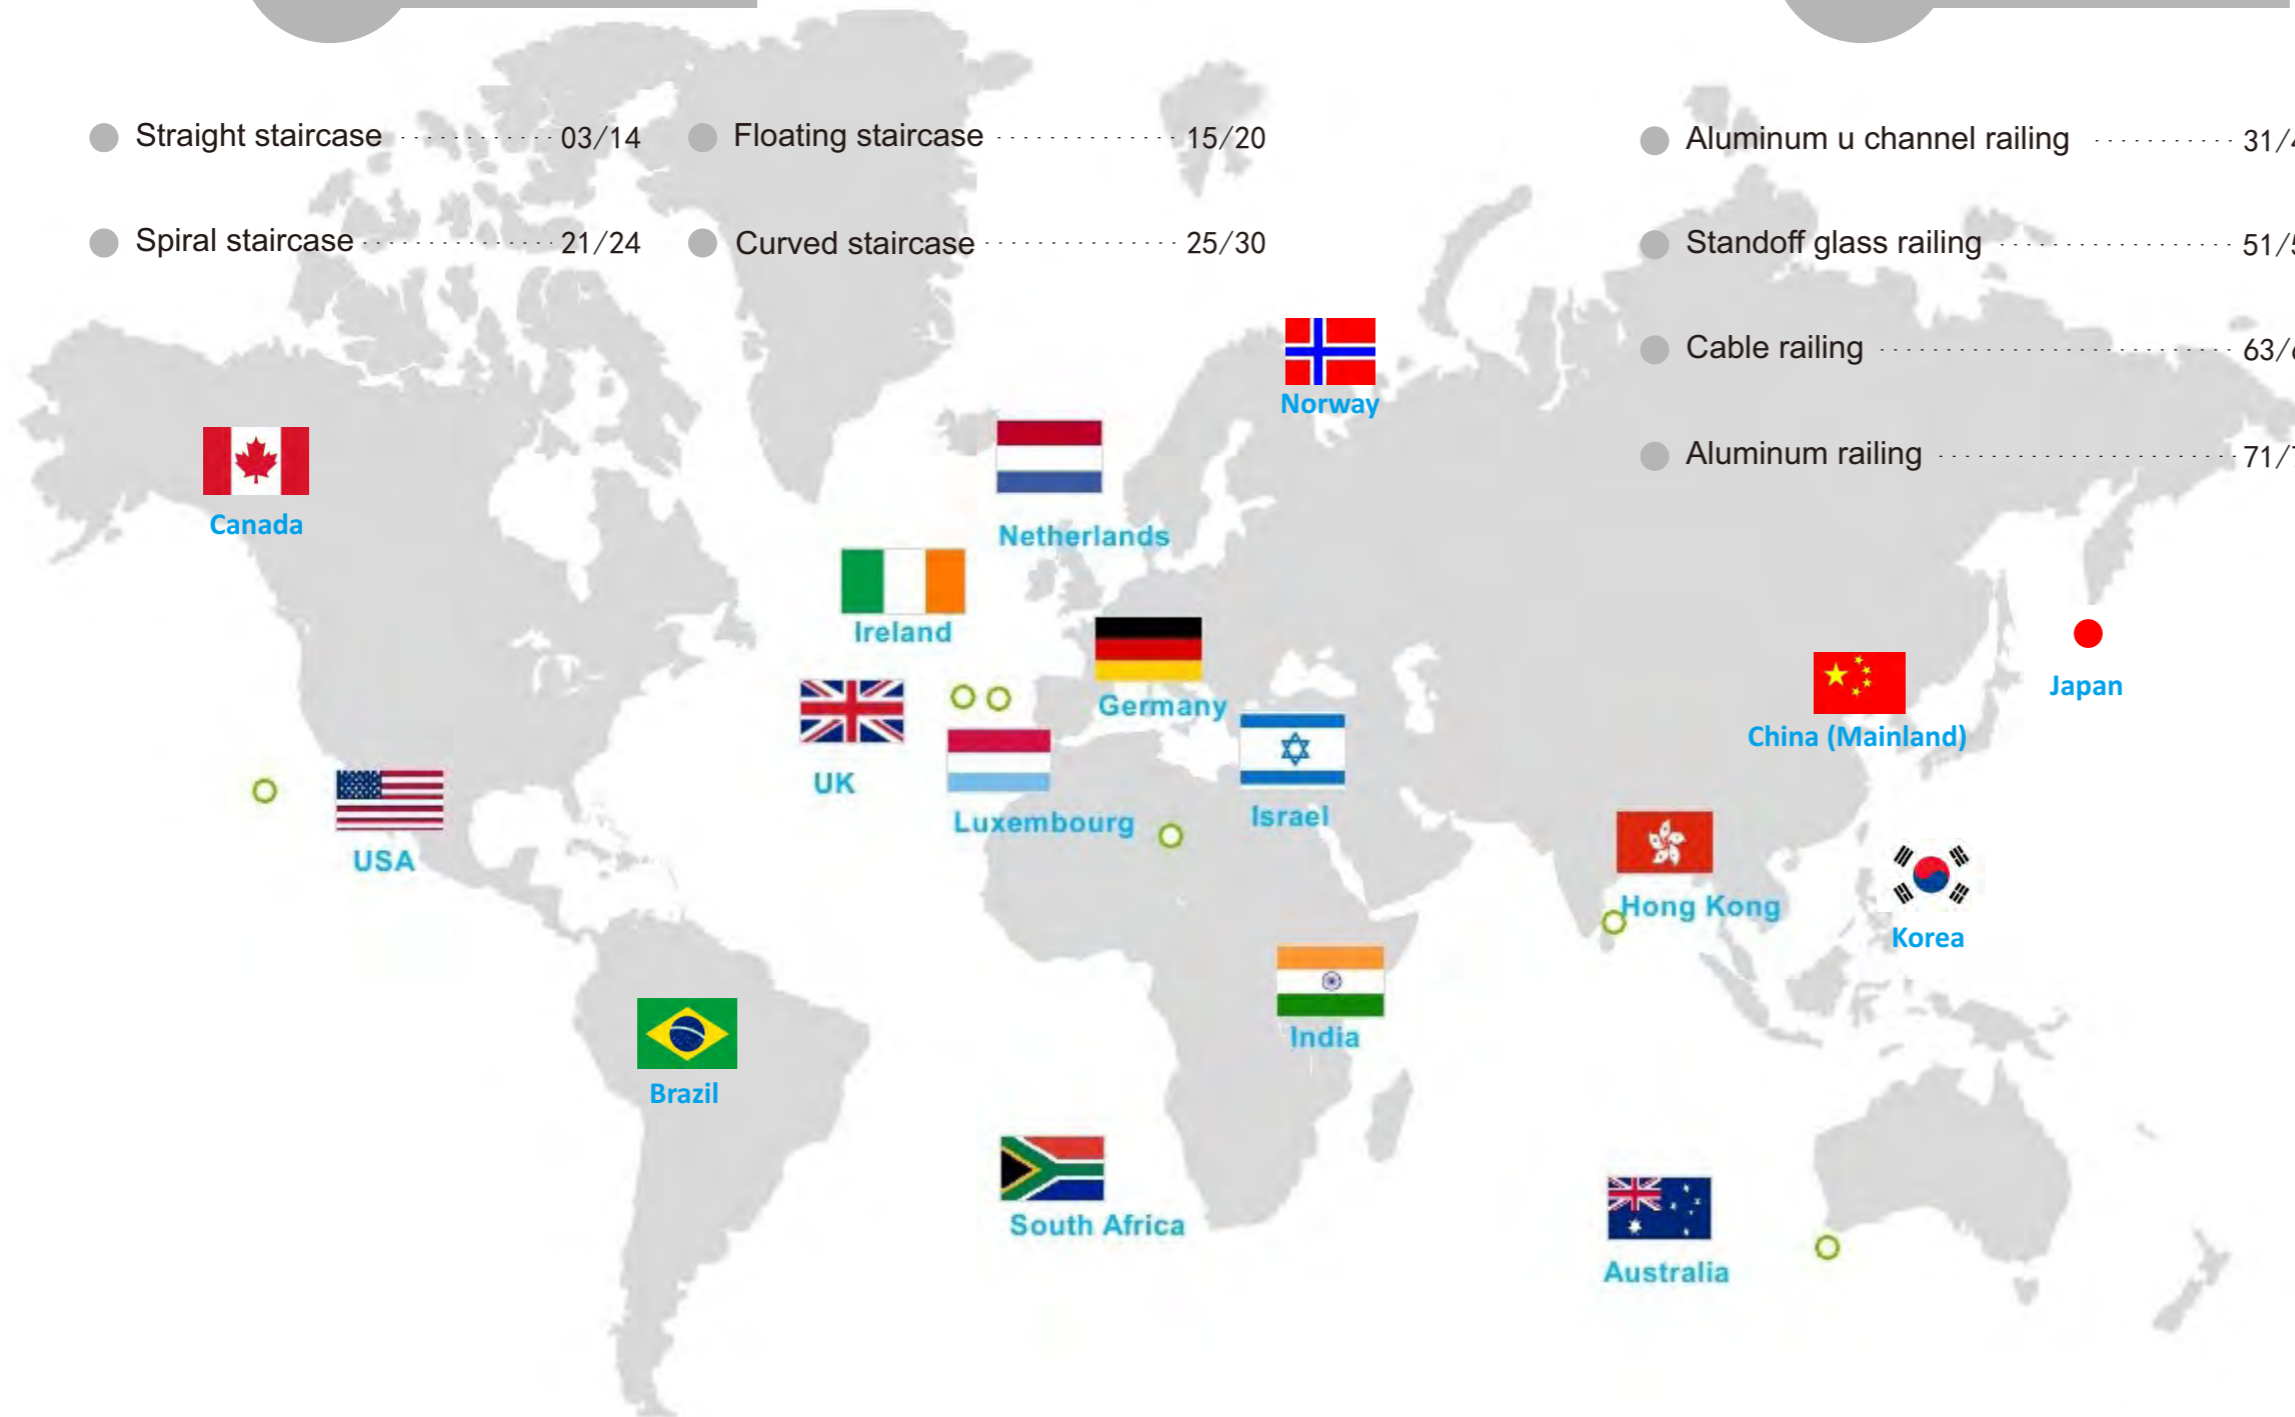 Straight staircase ············ 03/14
Floating staircase ·············· 15/20
Spiral staircase ··············· 21/24
Curved staircase ··············· 25/30
Aluminum u channel railing ··········· 31/
Standoff glass railing ·················· 51/
Cable railing ··························· 63/
Aluminum railing ······················· 71/
Norway
Canada
Netherlands
Ireland
Germany
Japan
China (Mainland)
UK
Luxembourg
Israel
USA
Hong Kong
Korea
India
Brazil
South Africa
Australia